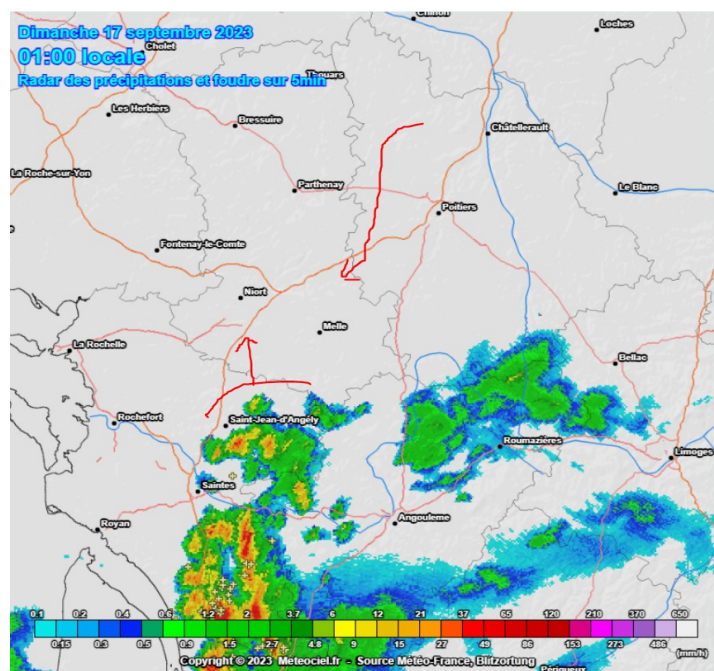 Dimanche 17 septembre 2023
01:00 locale
Radar des précipitations et foudre sur 5min
Chinon
Loches
Cholet
Thouars
Les Herbiers
Bressuire
Châtellerault
La Roche-sur-Yon
Parthenay
Le Blanc
Poitiers
Fontenay-le-Comte
Niort
Melle
La Rochelle
Bellac
Rochefort
Saint-Jean-d'Angély
Roumazières
Limoges
Saintes
Royan
Angouleme
0.1 0.2 0.4 0.6 1.2 2 3.7 6 12 21 37 65 120 210 370 650
0.15 0.3 0.5 0.9 1.5 2.7 4.8 9 15 27 49 86 153 273 486 (mm/h)
Copyright © 2023 Meteociel.fr - Source Météo-France, Blitzortung
Périgueux